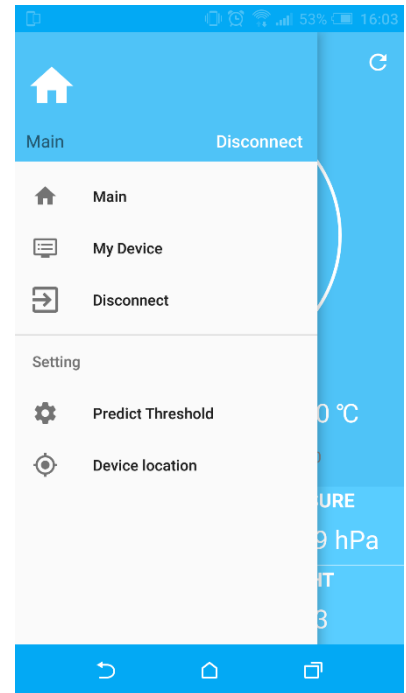 53% 16:03
Main Disconnect
Main
My Device
Disconnect
Setting
Predict Threshold
Device location
0 °C
URE
9 hPa
HT
3